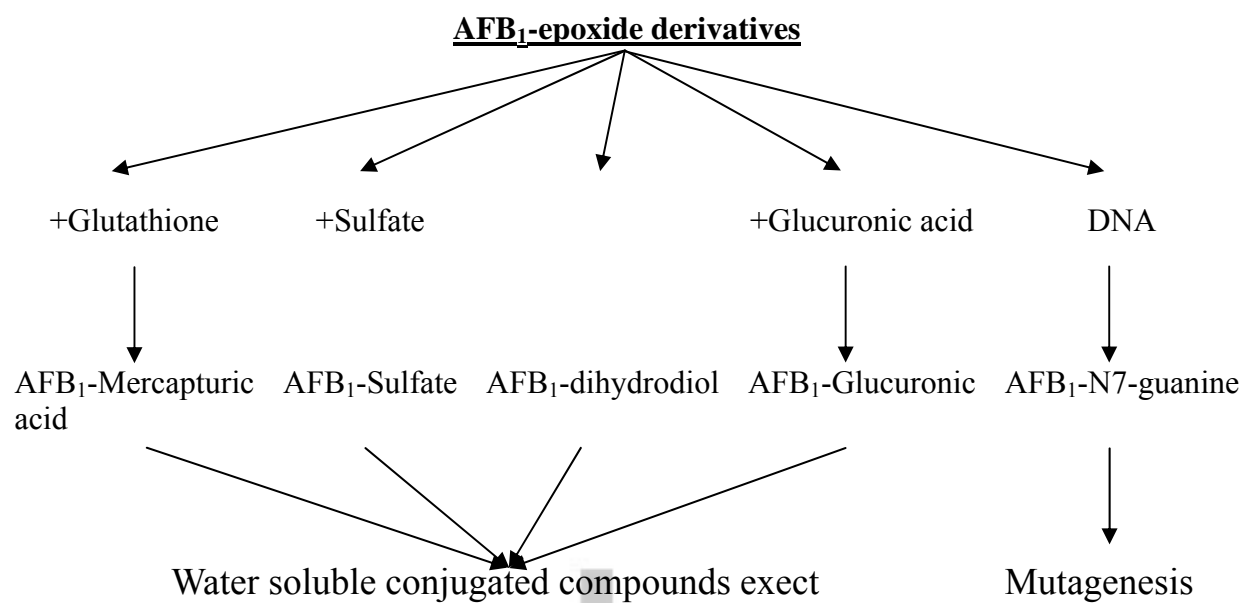 AFB₁-epoxide derivatives
+Glutathione +Sulfate +Glucuronic acid DNA
AFB₁-Mercapturic acid AFB₁-Sulfate AFB₁-dihydrodiol AFB₁-Glucuronic AFB₁-N7-guanine
Water soluble conjugated compounds exect Mutagenesis